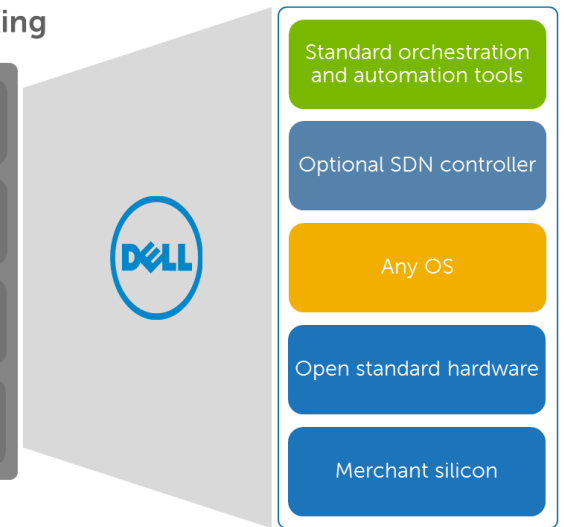 ing
DELL
Standard orchestration
and automation tools
Optional SDN controller
Any OS
Open standard hardware
Merchant silicon